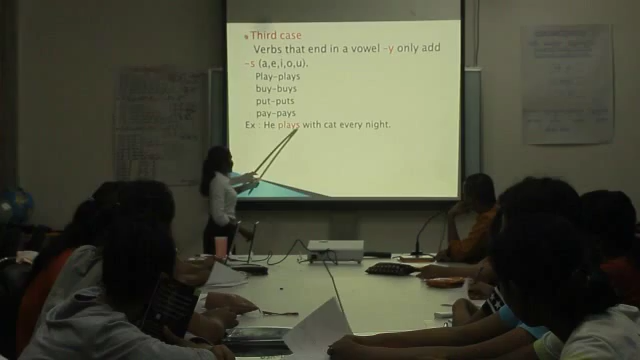 Third case
Verbs that end in a vowel -y only add
-s (a,e,i,o,u).
Play-plays
buy-buys
put-puts
pay-pays
Ex : He plays with cat every night.